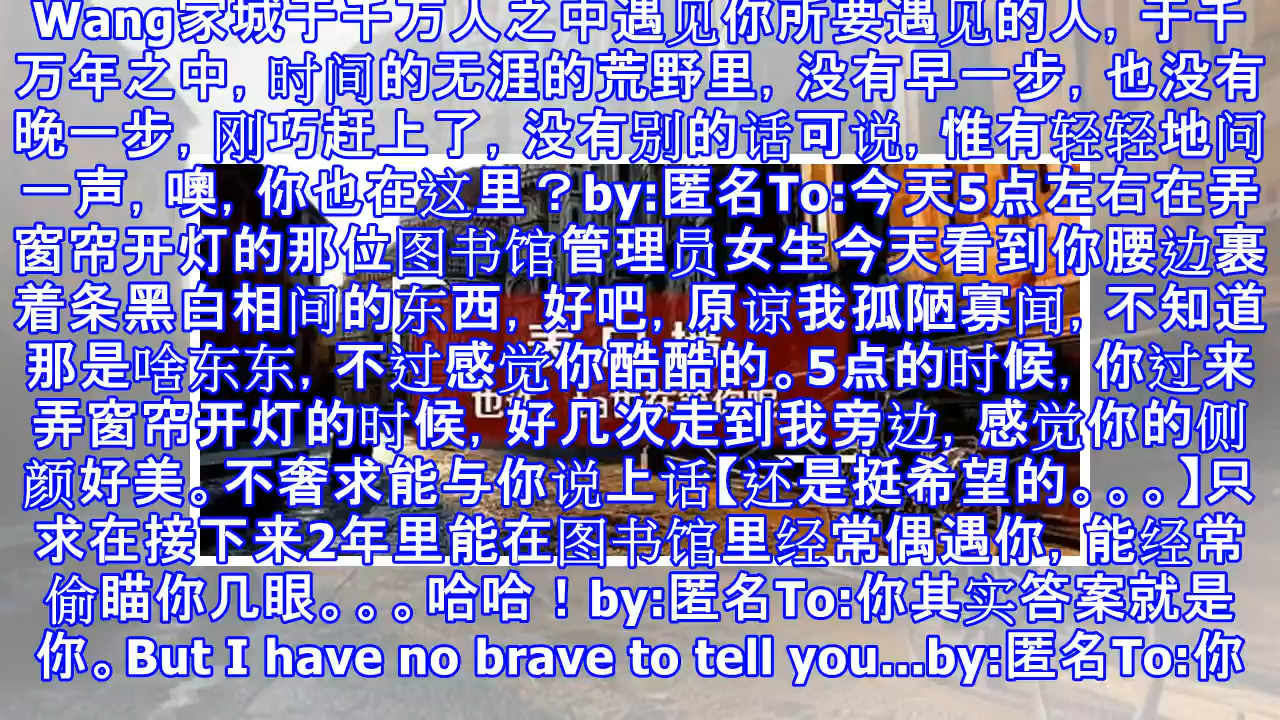 Wang家城于千万人之中遇见你所要遇见的人, 于千
万年之中, 时间的无涯的荒野里, 没有早一步, 也没有
晚一步, 刚巧赶上了, 没有别的话可说, 惟有轻轻地问
一声, 噢, 你也在这里？by:匿名To:今天5点左右在弄
窗帘开灯的那位图书馆管理员女生今天看到你腰边裹
着条黑白相间的东西, 好吧, 原谅我孤陋寡闻, 不知道
那是啥东东, 不过感觉你酷酷的。5点的时候, 你过来
弄窗帘开灯的时候, 好几次走到我旁边, 感觉你的侧
颜好美。不奢求能与你说上话【还是挺希望的。。。】只
求在接下来2年里能在图书馆里经常偶遇你, 能经常
偷瞄你几眼。。。哈哈！by:匿名To:你其实答案就是
你。But I have no brave to tell you...by:匿名To:你